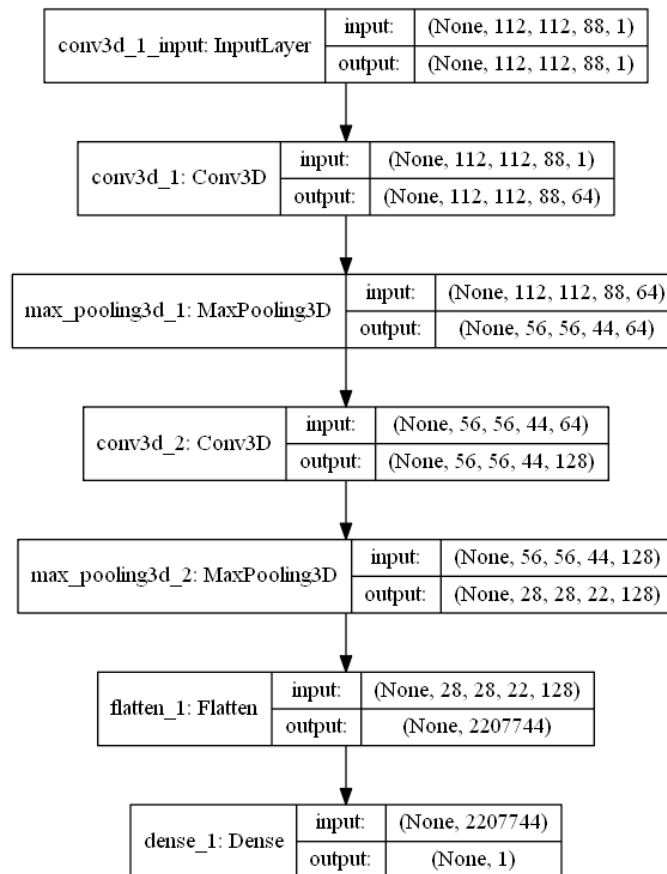 conv3d_1_input: InputLayer
input: (None, 112, 112, 88, 1)
output: (None, 112, 112, 88, 1)
conv3d_1: Conv3D
input: (None, 112, 112, 88, 1)
output: (None, 112, 112, 88, 64)
max_pooling3d_1: MaxPooling3D
input: (None, 112, 112, 88, 64)
output: (None, 56, 56, 44, 64)
conv3d_2: Conv3D
input: (None, 56, 56, 44, 64)
output: (None, 56, 56, 44, 128)
max_pooling3d_2: MaxPooling3D
input: (None, 56, 56, 44, 128)
output: (None, 28, 28, 22, 128)
flatten_1: Flatten
input: (None, 28, 28, 22, 128)
output: (None, 2207744)
dense_1: Dense
input: (None, 2207744)
output: (None, 1)